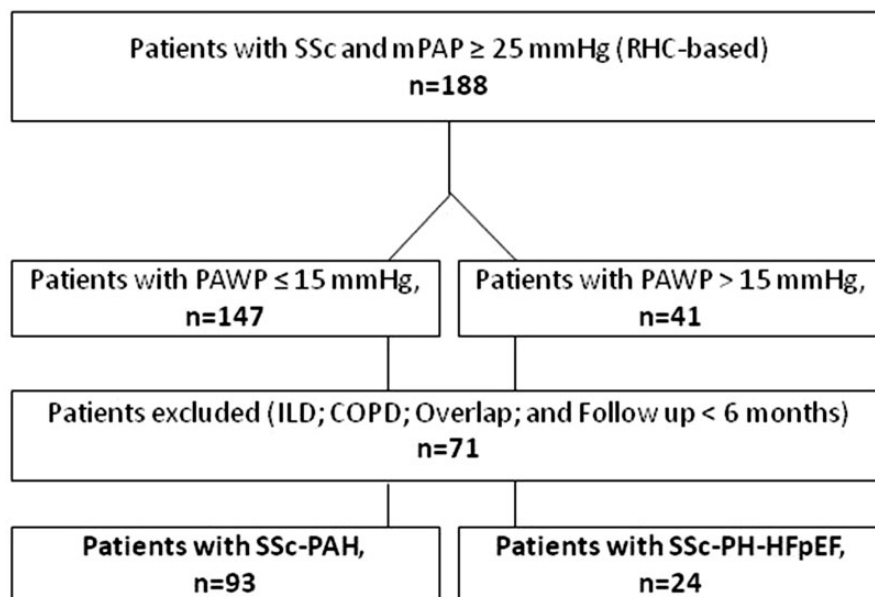 Patients with SSc and mPAP ≥ 25 mmHg (RHC-based)
n=188
Patients with PAWP ≤ 15 mmHg,
n=147
Patients with PAWP > 15 mmHg,
n=41
Patients excluded (ILD; COPD; Overlap; and Follow up < 6 months)
n=71
Patients with SSc-PAH,
n=93
Patients with SSc-PH-HFpEF,
n=24